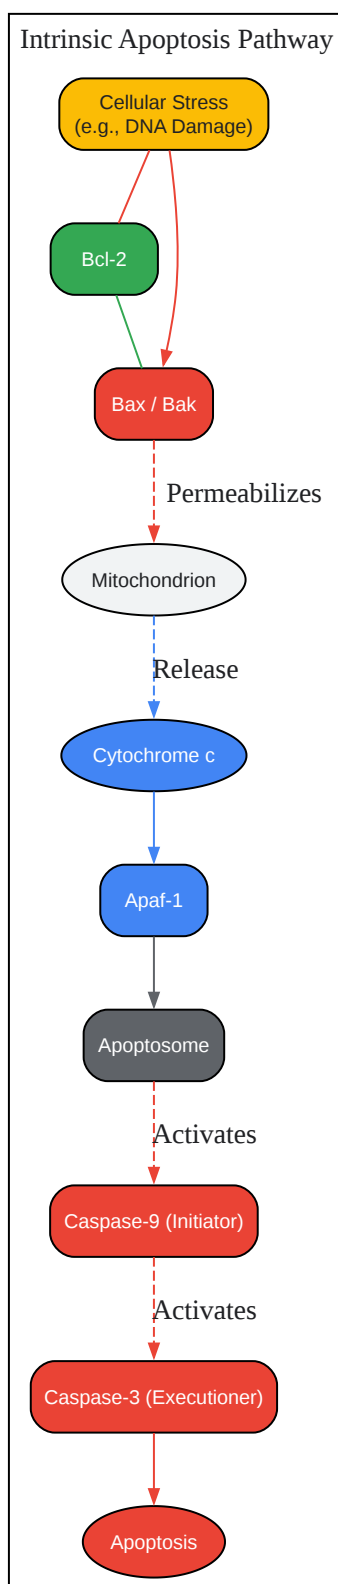 Intrinsic Apoptosis Pathway
Cellular Stress
(e.g., DNA Damage)
Bcl-2
Bax / Bak
Permeabilizes
Mitochondrion
Release
Cytochrome c
Apaf-1
Apoptosome
Activates
Caspase-9 (Initiator)
Activates
Caspase-3 (Executioner)
Apoptosis